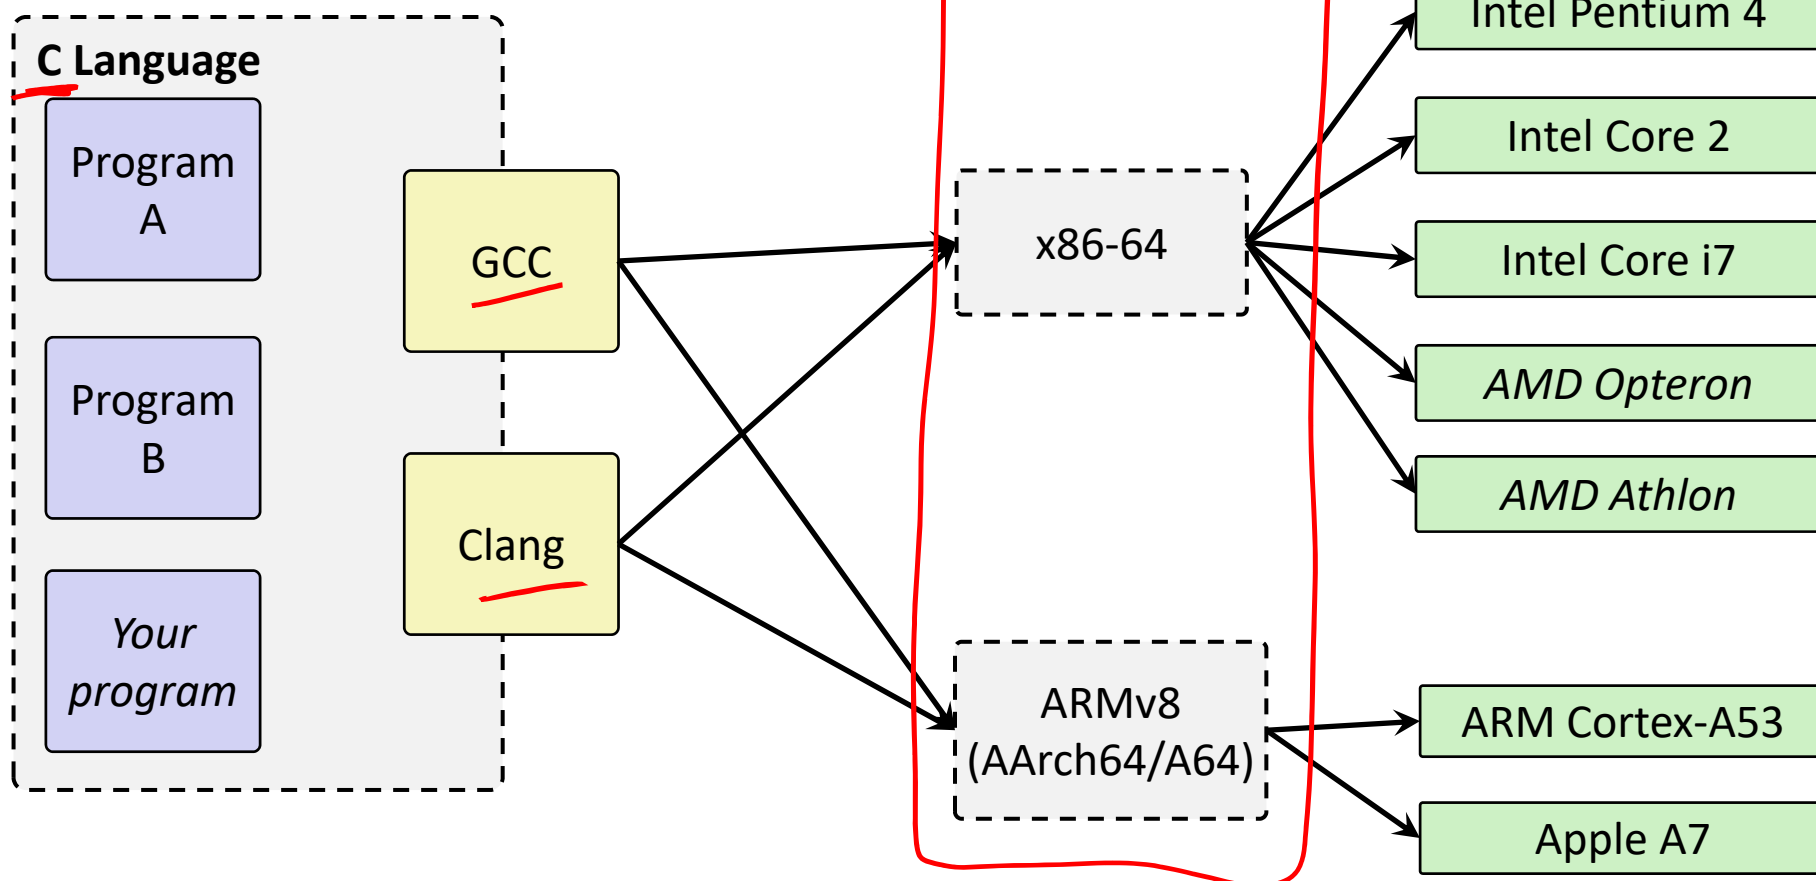 C Language
Program
A
Program
B
Your
program
GCC
Clang
x86-64
ARMv8
(AArch64/A64)
Intel Pentium 4
Intel Core 2
Intel Core i7
AMD Opteron
AMD Athlon
ARM Cortex-A53
Apple A7